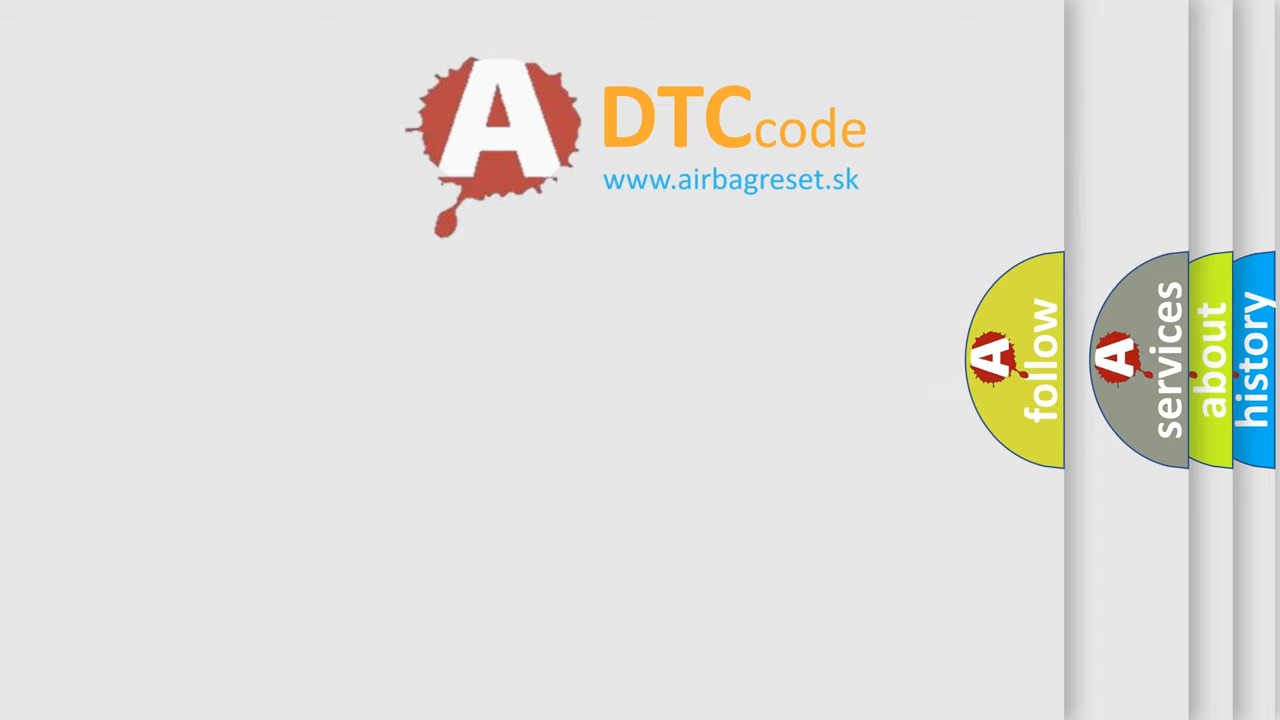 A DTCcode
www.airbagreset.sk
A follow
A services
about
history